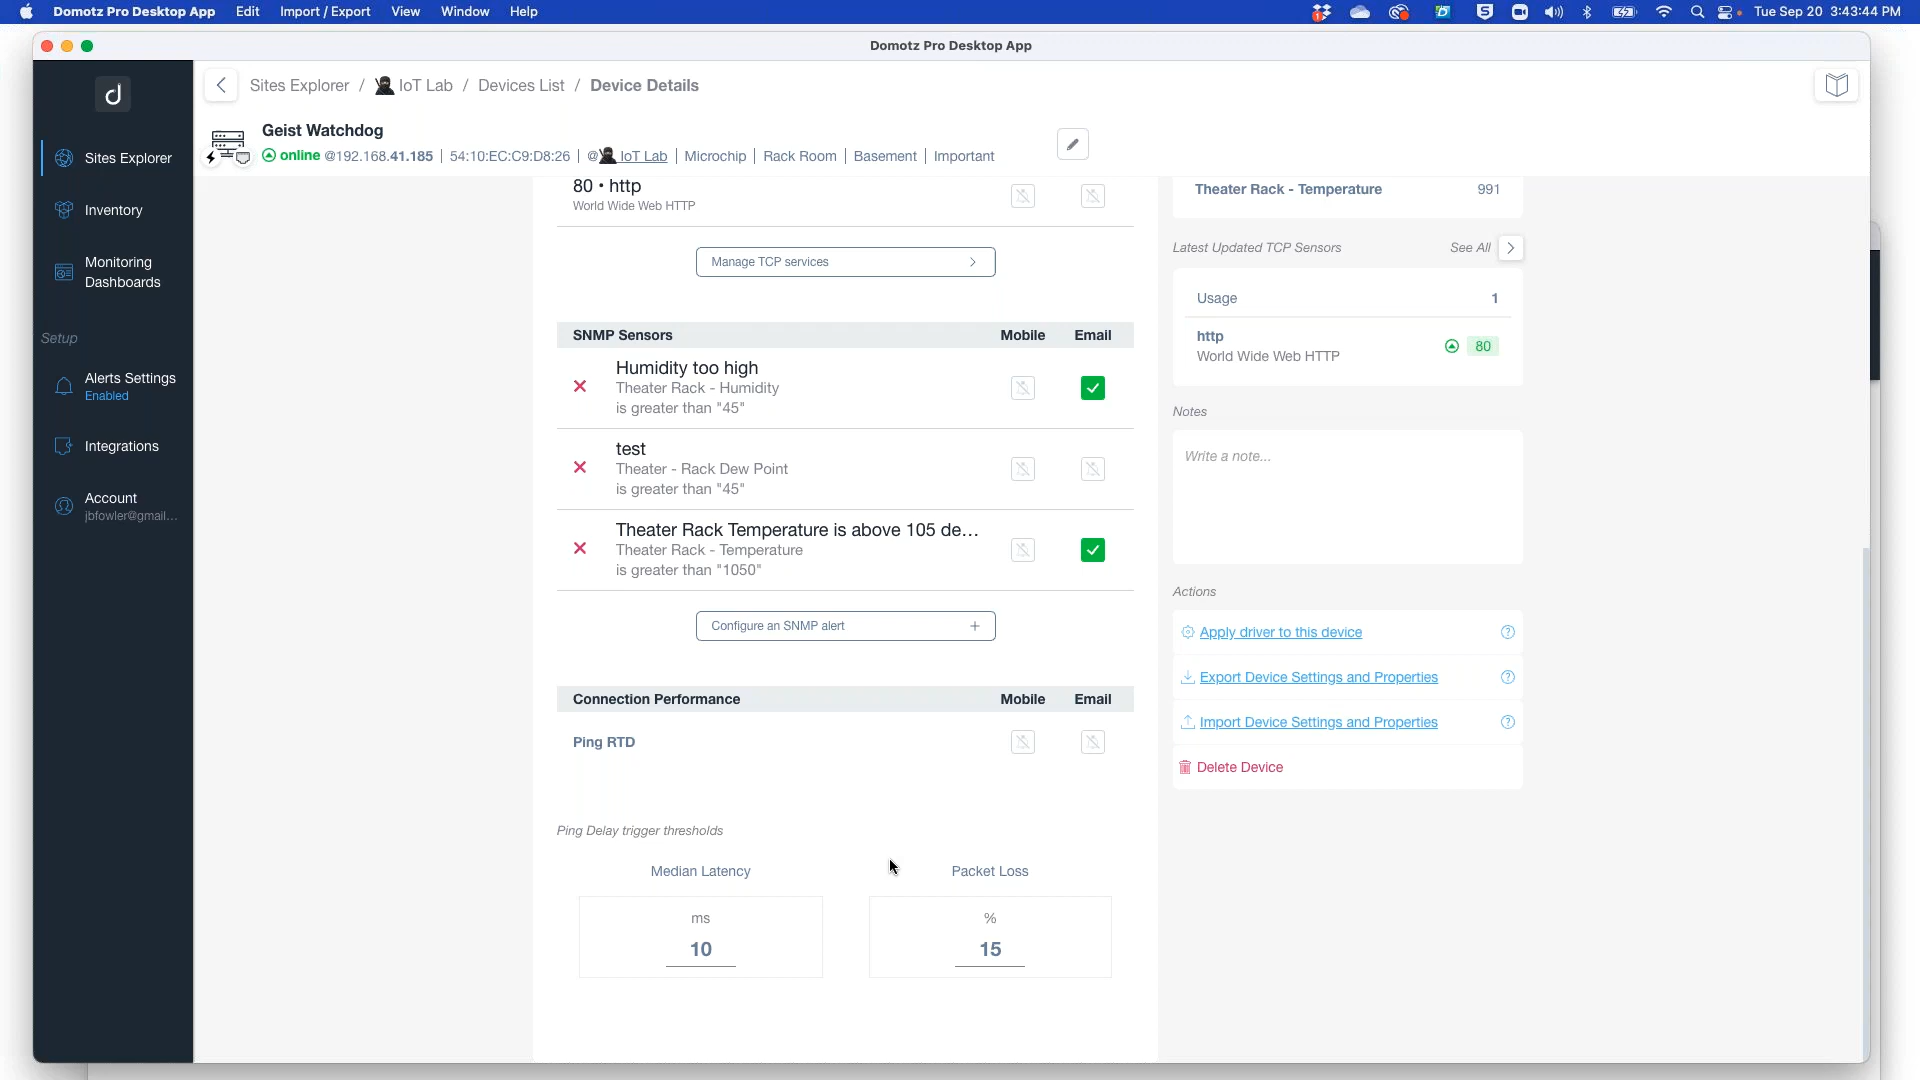 Domotz Pro Desktop App Edit Import / Export View Window Help Tue Sep 20 3:43:44 PM
Domotz Pro Desktop App
Sites Explorer / IoT Lab / Devices List / Device Details
Geist Watchdog
online @192.168.41.185 | 54:10:EC:C9:D8:26 | @ IoT Lab | Microchip | Rack Room | Basement | Important
Sites Explorer
Inventory
Monitoring
Dashboards
Setup
Alerts Settings
Enabled
Integrations
Account
jbfowler@gmail...
80 • http
World Wide Web HTTP
Manage TCP services
SNMP Sensors Mobile Email
Humidity too high
Theater Rack - Humidity
is greater than "45"
test
Theater - Rack Dew Point
is greater than "45"
Theater Rack Temperature is above 105 de...
Theater Rack - Temperature
is greater than "1050"
Configure an SNMP alert +
Connection Performance Mobile Email
Ping RTD
Ping Delay trigger thresholds
Median Latency Packet Loss
ms %
10 15
Theater Rack - Temperature 991
Latest Updated TCP Sensors See All
Usage 1
http
World Wide Web HTTP
80
Notes
Write a note...
Actions
Apply driver to this device ?
Export Device Settings and Properties ?
Import Device Settings and Properties ?
Delete Device